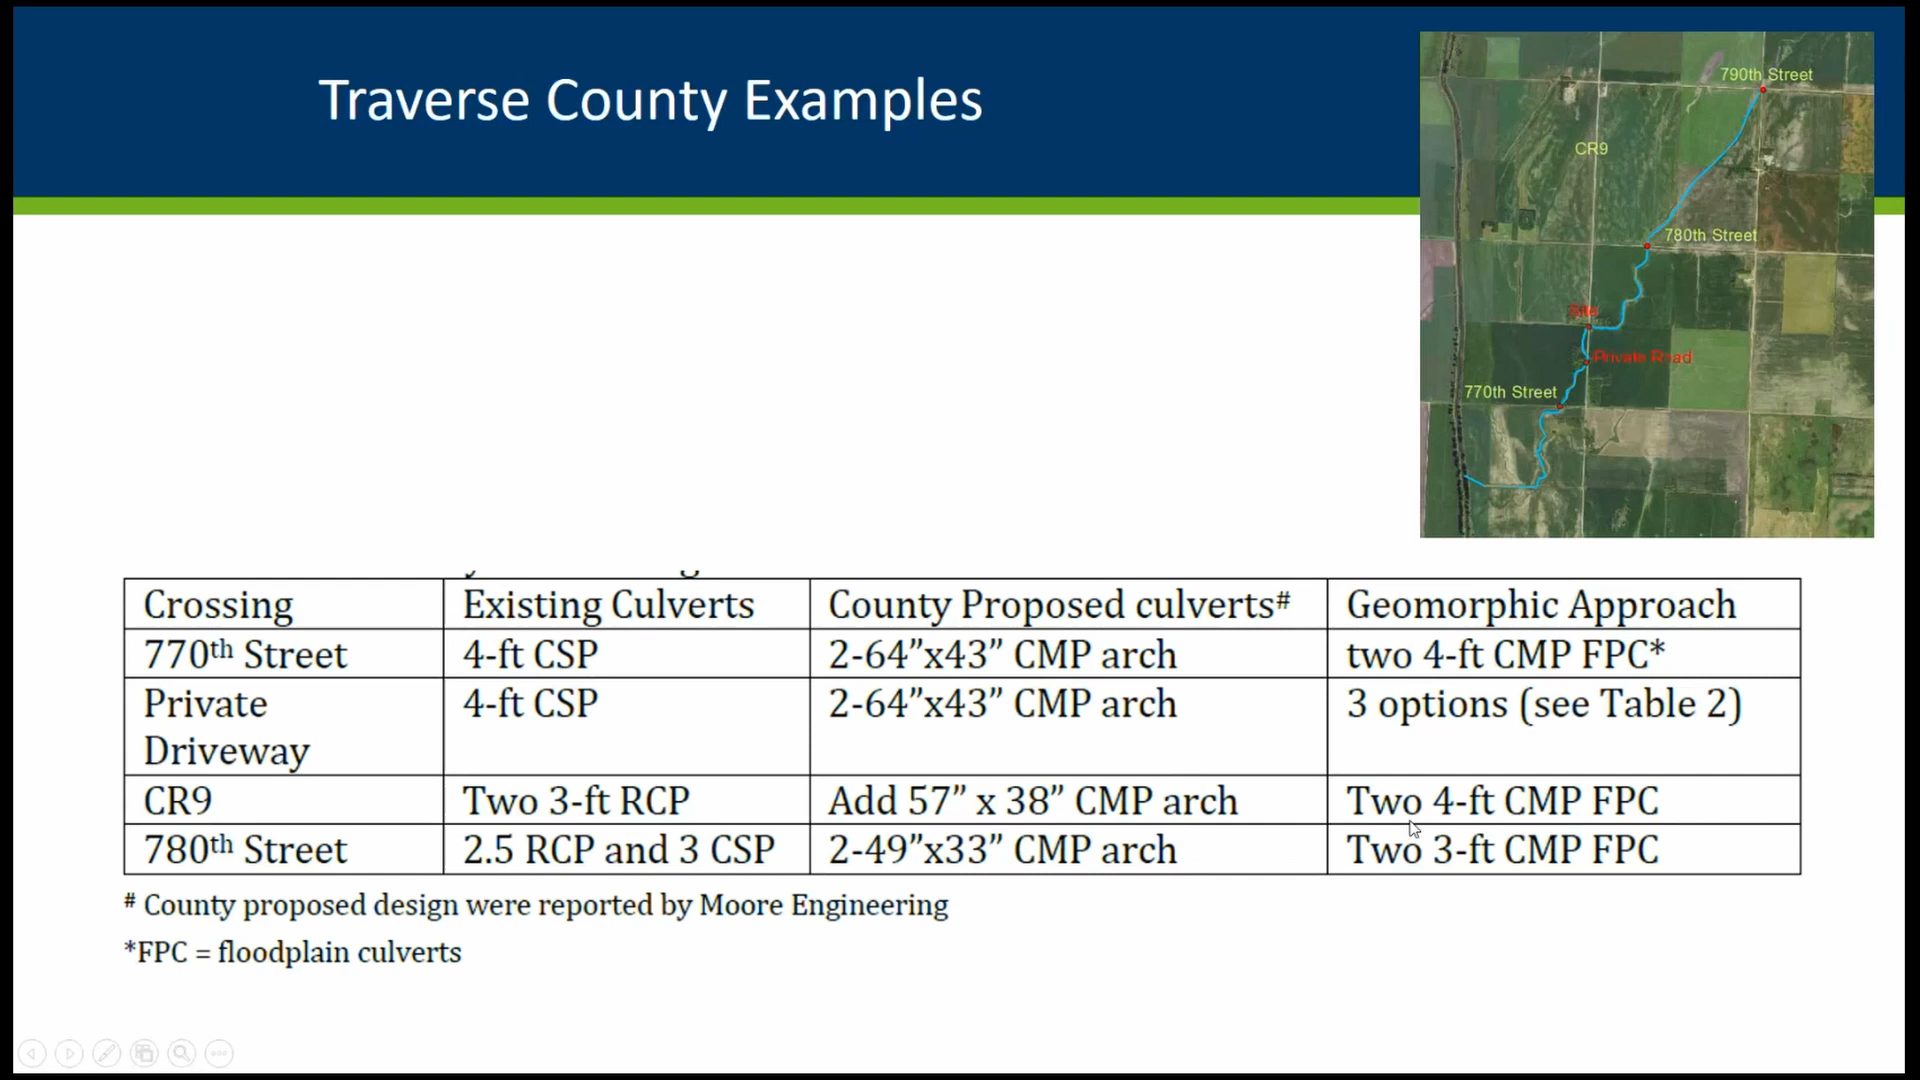 Traverse County Examples
790th Street
CR9
780th Street
Site
Private Road
770th Street
Crossing Existing Culverts County Proposed culverts# Geomorphic Approach
770th Street 4-ft CSP 2-64”x43” CMP arch two 4-ft CMP FPC*
Private 4-ft CSP 2-64”x43” CMP arch 3 options (see Table 2)
Driveway
CR9 Two 3-ft RCP Add 57” x 38” CMP arch Two 4-ft CMP FPC
780th Street 2.5 RCP and 3 CSP 2-49”x33” CMP arch Two 3-ft CMP FPC
# County proposed design were reported by Moore Engineering
*FPC = floodplain culverts